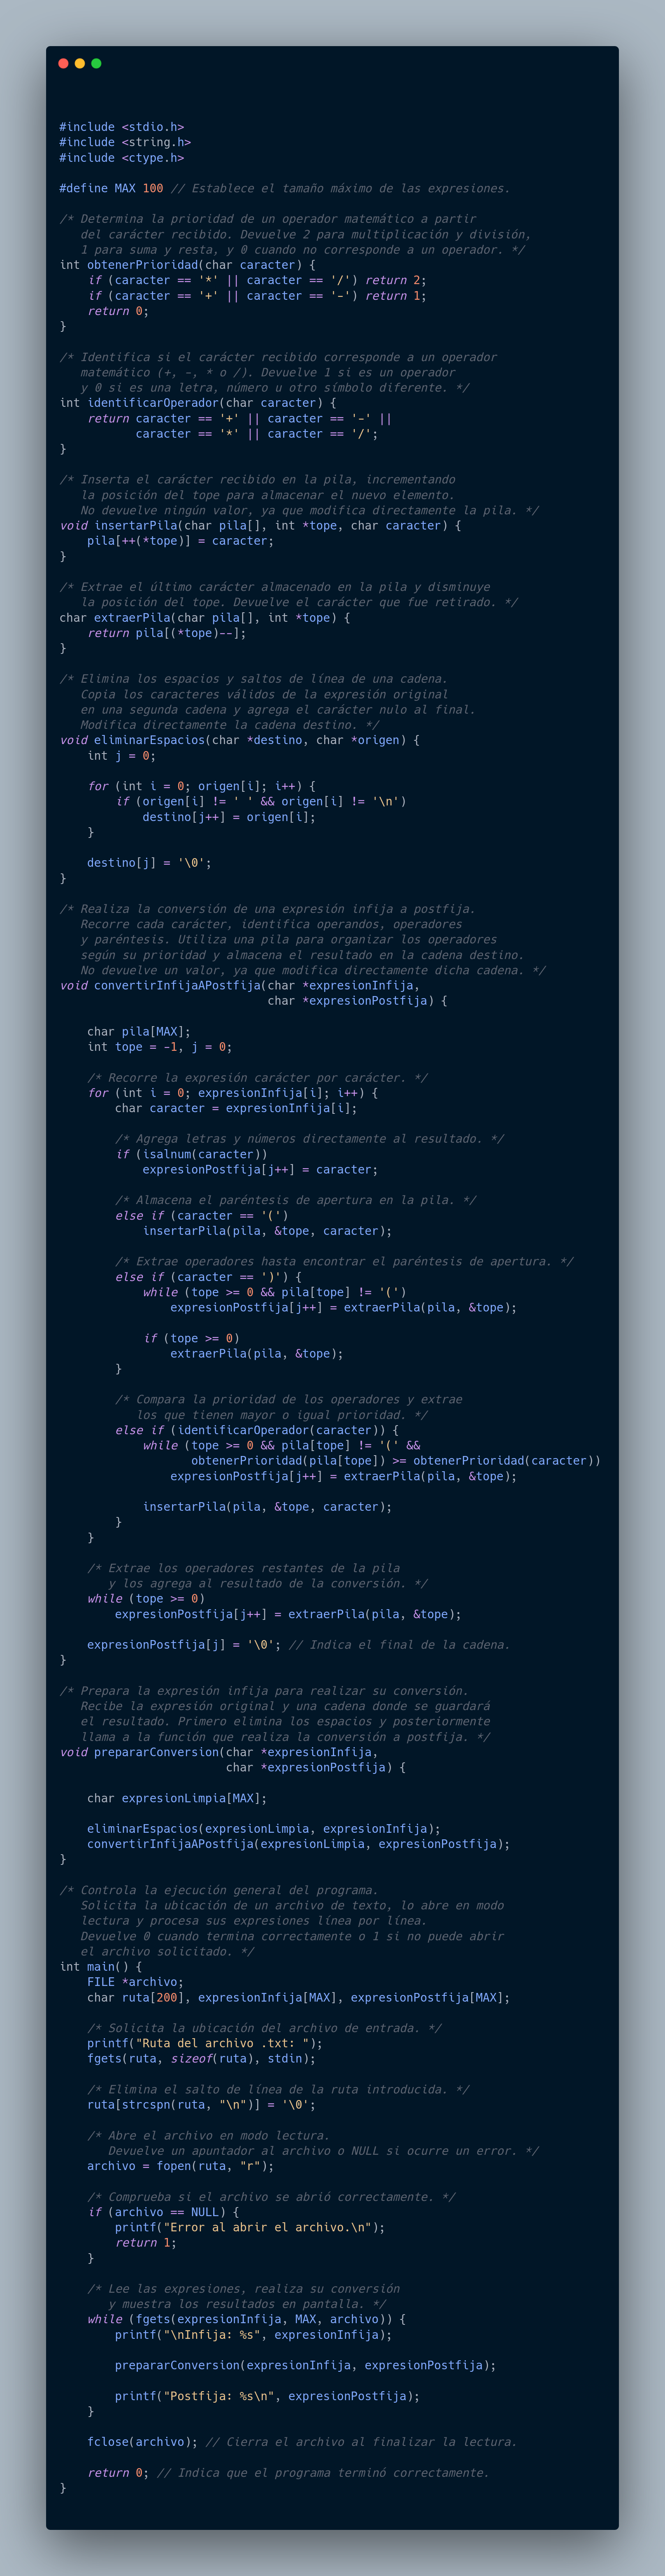 #include <stdio.h>
#include <string.h>
#include <ctype.h>

#define MAX 100 // Establece el tamaño máximo de las expresiones.

/* Determina la prioridad de un operador matemático a partir
   del carácter recibido. Devuelve 2 para multiplicación y división,
   1 para suma y resta, y 0 cuando no corresponde a un operador. */
int obtenerPrioridad(char caracter) {
    if (caracter == '*' || caracter == '/') return 2;
    if (caracter == '+' || caracter == '-') return 1;
    return 0;
}

/* Identifica si el carácter recibido corresponde a un operador
   matemático (+, -, * o /). Devuelve 1 si es un operador
   y 0 si es una letra, número u otro símbolo diferente. */
int identificarOperador(char caracter) {
    return caracter == '+' || caracter == '-' ||
           caracter == '*' || caracter == '/';
}

/* Inserta el carácter recibido en la pila, incrementando
   la posición del tope para almacenar el nuevo elemento.
   No devuelve ningún valor, ya que modifica directamente la pila. */
void insertarPila(char pila[], int *tope, char caracter) {
    pila[++(*tope)] = caracter;
}

/* Extrae el último carácter almacenado en la pila y disminuye
   la posición del tope. Devuelve el carácter que fue retirado. */
char extraerPila(char pila[], int *tope) {
    return pila[(*tope)--];
}

/* Elimina los espacios y saltos de línea de una cadena.
   Copia los caracteres válidos de la expresión original
   en una segunda cadena y agrega el carácter nulo al final.
   Modifica directamente la cadena destino. */
void eliminarEspacios(char *destino, char *origen) {
    int j = 0;

    for (int i = 0; origen[i]; i++) {
        if (origen[i] != ' ' && origen[i] != '\n')
            destino[j++] = origen[i];
    }

    destino[j] = '\0';
}

/* Realiza la conversión de una expresión infija a postfija.
   Recorre cada carácter, identifica operandos, operadores
   y paréntesis. Utiliza una pila para organizar los operadores
   según su prioridad y almacena el resultado en la cadena destino.
   No devuelve un valor, ya que modifica directamente dicha cadena. */
void convertirInfijaAPostfija(char *expresionInfija,
                              char *expresionPostfija) {

    char pila[MAX];
    int tope = -1, j = 0;

    /* Recorre la expresión carácter por carácter. */
    for (int i = 0; expresionInfija[i]; i++) {
        char caracter = expresionInfija[i];

        /* Agrega letras y números directamente al resultado. */
        if (isalnum(caracter))
            expresionPostfija[j++] = caracter;

        /* Almacena el paréntesis de apertura en la pila. */
        else if (caracter == '(')
            insertarPila(pila, &tope, caracter);

        /* Extrae operadores hasta encontrar el paréntesis de apertura. */
        else if (caracter == ')') {
            while (tope >= 0 && pila[tope] != '(')
                expresionPostfija[j++] = extraerPila(pila, &tope);

            if (tope >= 0)
                extraerPila(pila, &tope);
        }

        /* Compara la prioridad de los operadores y extrae
           los que tienen mayor o igual prioridad. */
        else if (identificarOperador(caracter)) {
            while (tope >= 0 && pila[tope] != '(' &&
                   obtenerPrioridad(pila[tope]) >= obtenerPrioridad(caracter))
                expresionPostfija[j++] = extraerPila(pila, &tope);

            insertarPila(pila, &tope, caracter);
        }
    }

    /* Extrae los operadores restantes de la pila
       y los agrega al resultado de la conversión. */
    while (tope >= 0)
        expresionPostfija[j++] = extraerPila(pila, &tope);

    expresionPostfija[j] = '\0'; // Indica el final de la cadena.
}

/* Prepara la expresión infija para realizar su conversión.
   Recibe la expresión original y una cadena donde se guardará
   el resultado. Primero elimina los espacios y posteriormente
   llama a la función que realiza la conversión a postfija. */
void prepararConversion(char *expresionInfija,
                        char *expresionPostfija) {

    char expresionLimpia[MAX];

    eliminarEspacios(expresionLimpia, expresionInfija);
    convertirInfijaAPostfija(expresionLimpia, expresionPostfija);
}

/* Controla la ejecución general del programa.
   Solicita la ubicación de un archivo de texto, lo abre en modo
   lectura y procesa sus expresiones línea por línea.
   Devuelve 0 cuando termina correctamente o 1 si no puede abrir
   el archivo solicitado. */
int main() {
    FILE *archivo;
    char ruta[200], expresionInfija[MAX], expresionPostfija[MAX];

    /* Solicita la ubicación del archivo de entrada. */
    printf("Ruta del archivo .txt: ");
    fgets(ruta, sizeof(ruta), stdin);

    /* Elimina el salto de línea de la ruta introducida. */
    ruta[strcspn(ruta, "\n")] = '\0';

    /* Abre el archivo en modo lectura.
       Devuelve un apuntador al archivo o NULL si ocurre un error. */
    archivo = fopen(ruta, "r");

    /* Comprueba si el archivo se abrió correctamente. */
    if (archivo == NULL) {
        printf("Error al abrir el archivo.\n");
        return 1;
    }

    /* Lee las expresiones, realiza su conversión
       y muestra los resultados en pantalla. */
    while (fgets(expresionInfija, MAX, archivo)) {
        printf("\nInfija: %s", expresionInfija);

        prepararConversion(expresionInfija, expresionPostfija);

        printf("Postfija: %s\n", expresionPostfija);
    }

    fclose(archivo); // Cierra el archivo al finalizar la lectura.

    return 0; // Indica que el programa terminó correctamente.
}